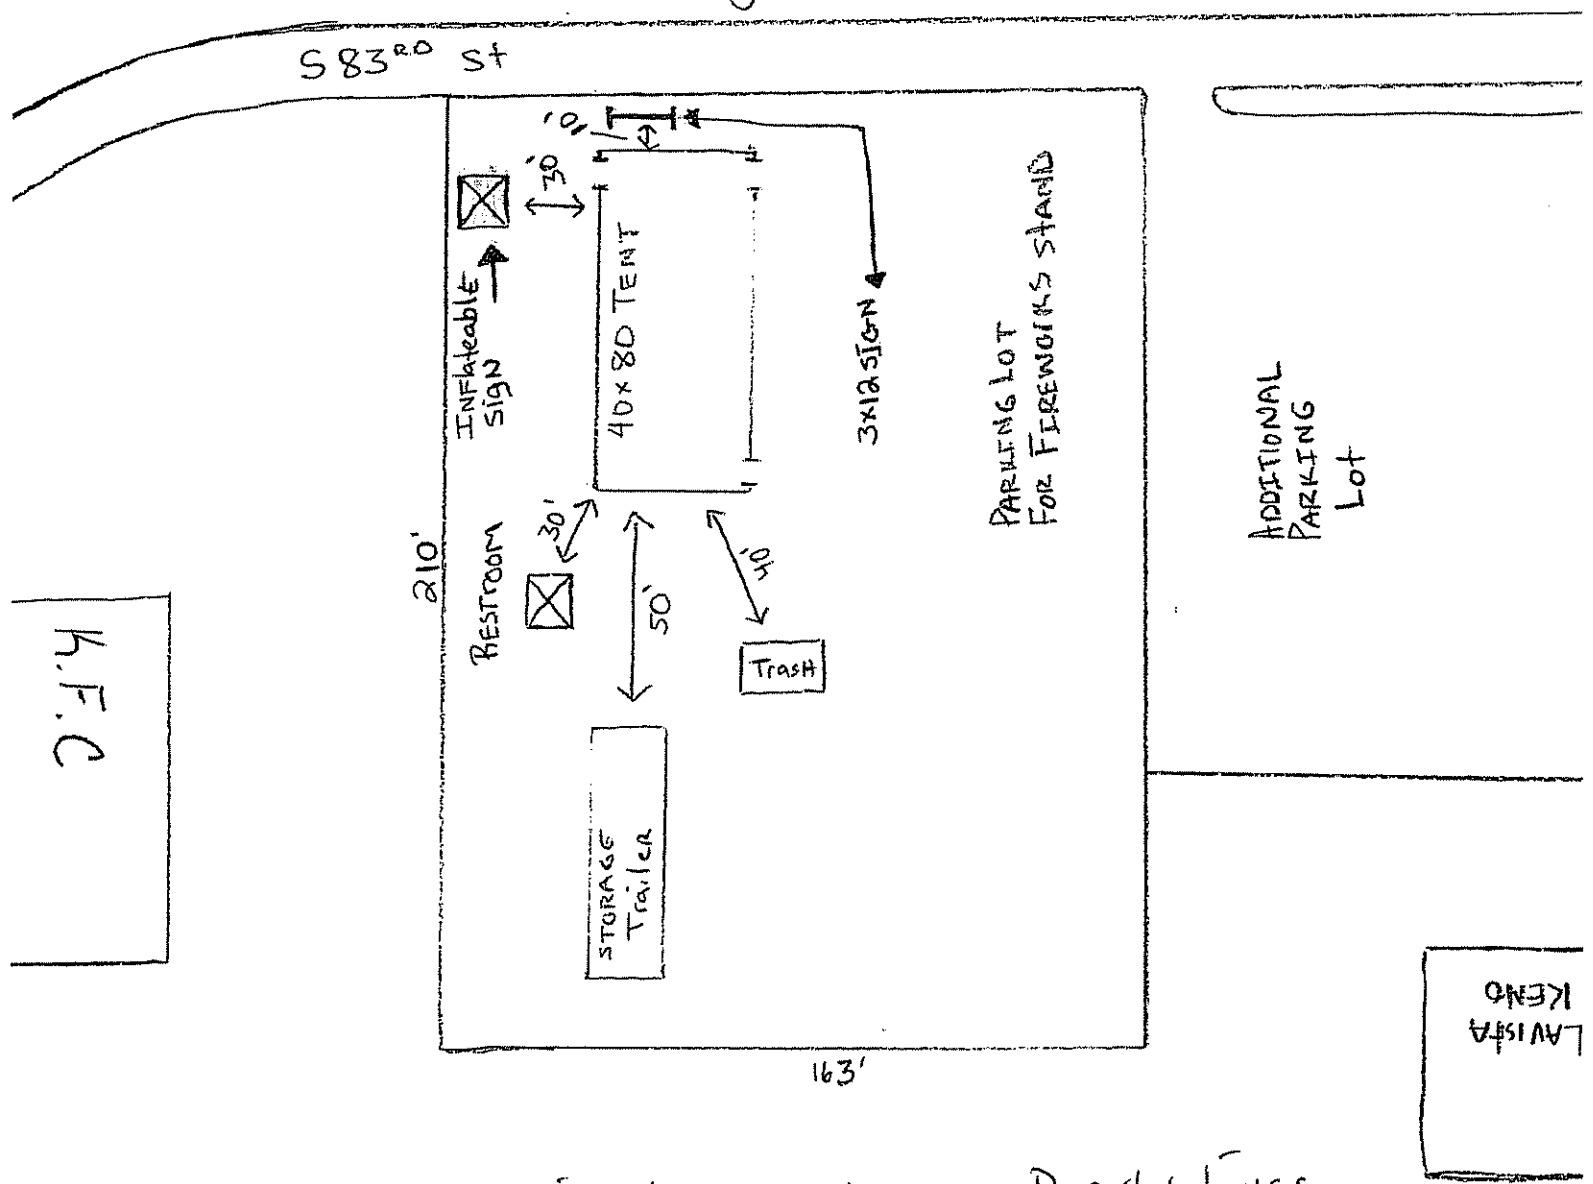 S 83RD St
10'
30'
INFlateable
SigN
40x80 TENT
3x12 SIGN
PARKING LOT
FOR FIREWORKS STAND
ADDITIONAL
PARKING
Lot
210'
RESTROOM
30'
50'
40'
TrasH
K.F.C
STORAGE
Trailer
163'
LAVISTA
KENO